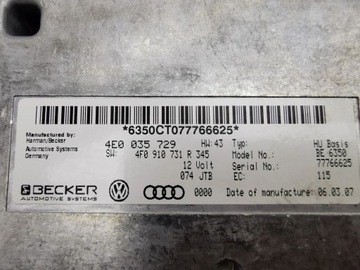 *6350CT07776625*
Manufactured by:
Harman/Becker
Automotive Systems
Germany
4E0 035 729 HW:43 Typ: HU Basis
SW: 4F0 910 731 R 345 Model No.: BE 6350
12 Volt Serial No.: 77766625
074 JTB EC: 115
BECKER
AUTOMOTIVE SYSTEMS
0000 Date of manufacture: 06.03.07